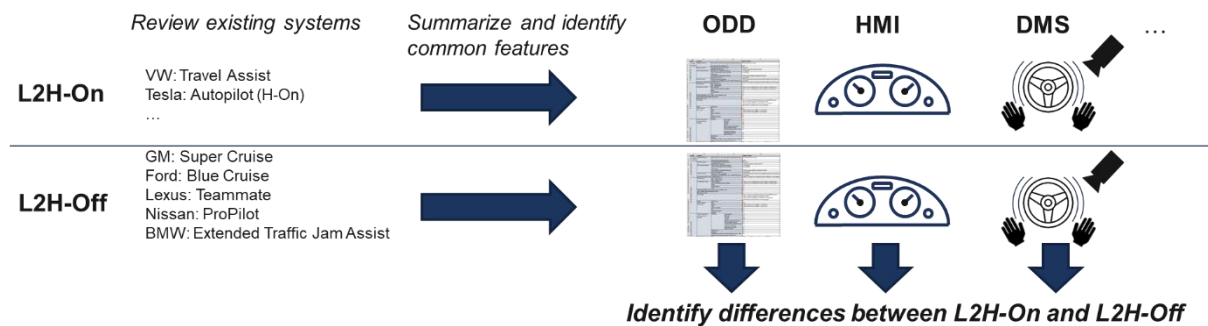 Review existing systems
Summarize and identify
common features
ODD
HMI
DMS
…
L2H-On
VW: Travel Assist
Tesla: Autopilot (H-On)
…
L2H-Off
GM: Super Cruise
Ford: Blue Cruise
Lexus: Teammate
Nissan: ProPilot
BMW: Extended Traffic Jam Assist
Identify differences between L2H-On and L2H-Off